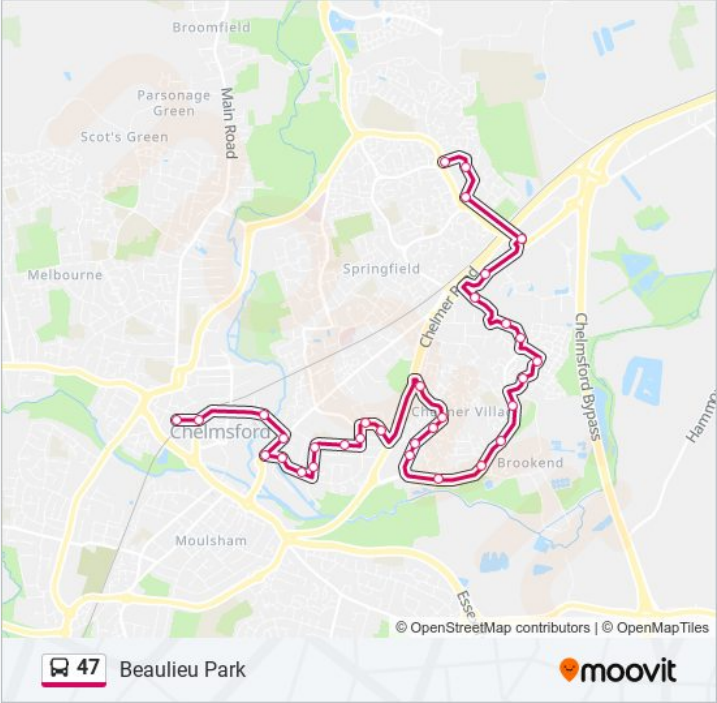 Broomfield
Parsonage
Green
Main Road
Scot's Green
Melbourne
Springfield
Chelmer Road
Chelmsford Bypass
Chelmer Village
Chelmsford
Brookend
Moulsham
© OpenStreetMap contributors | © OpenMapTiles
47 Beaulieu Park
moovit